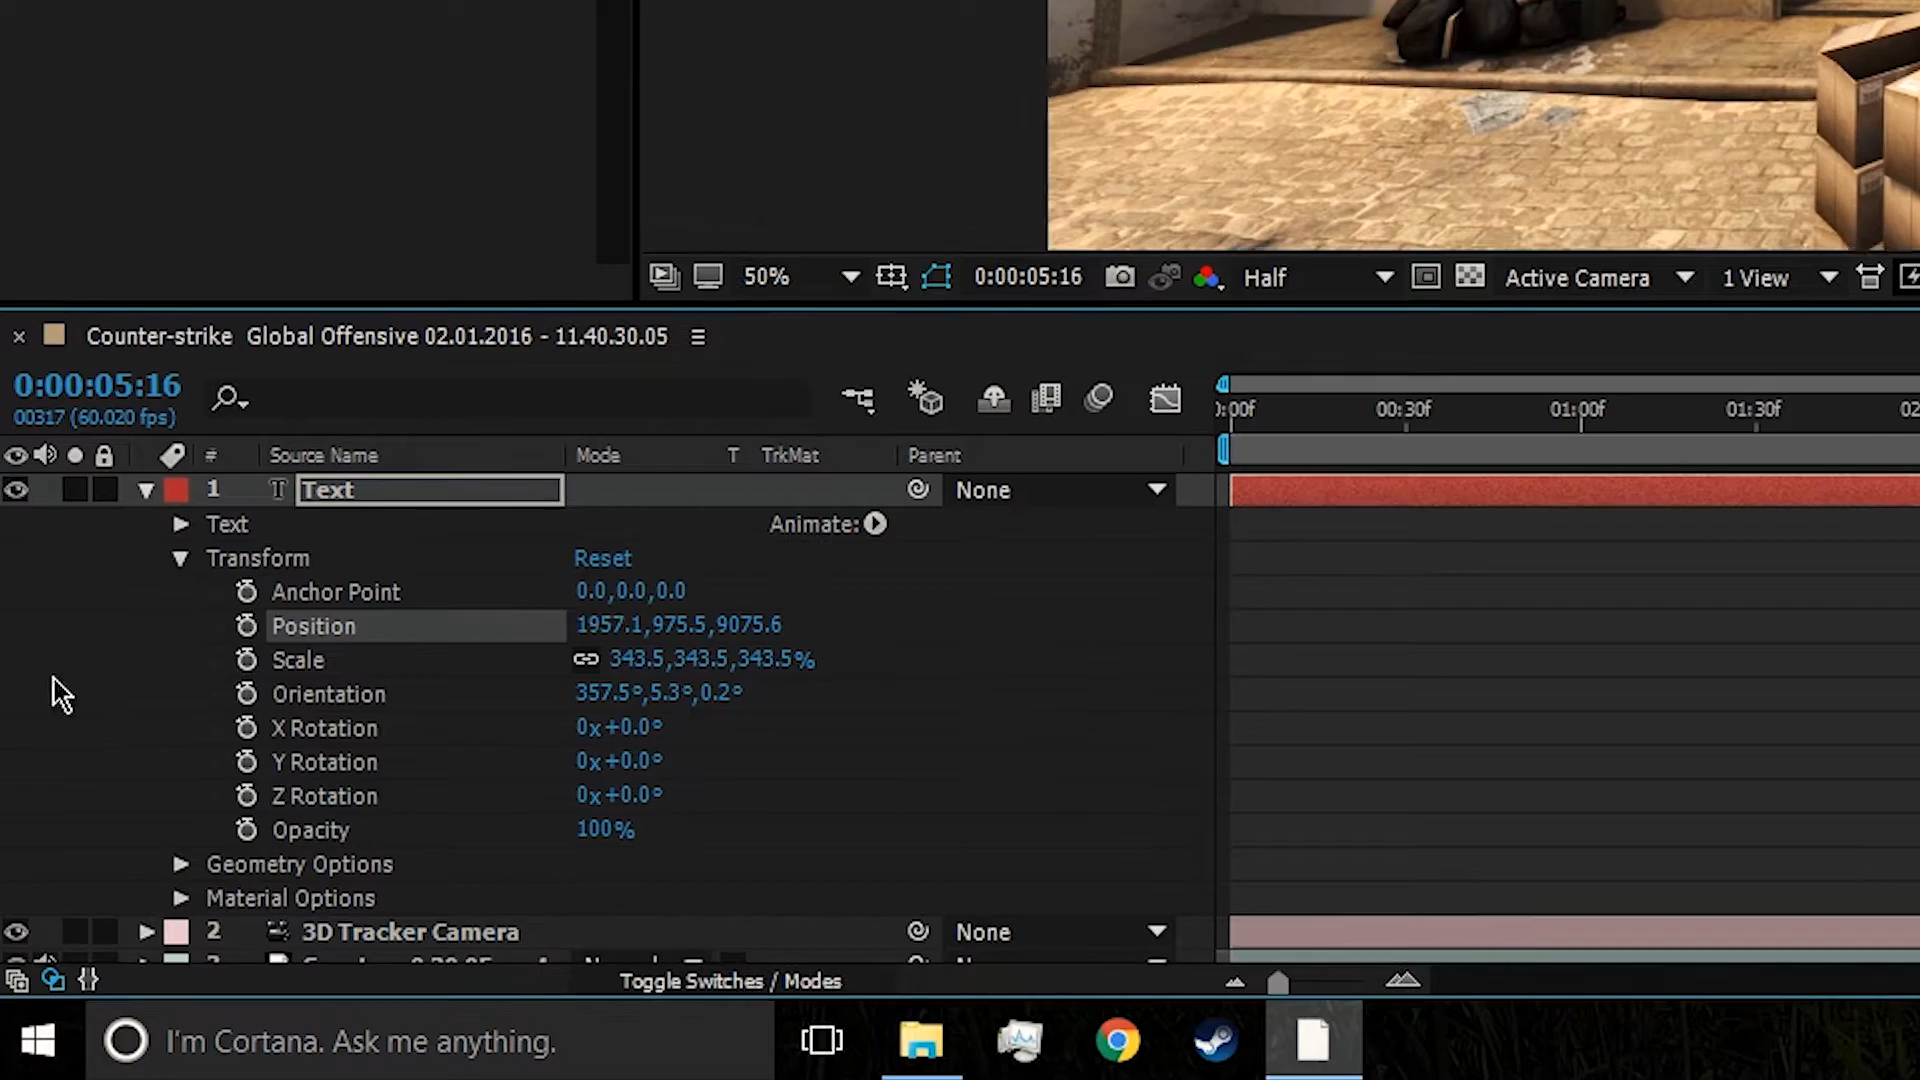 50%
0:00:05:16
Half
Active Camera
1 View
Counter-strike Global Offensive 02.01.2016 - 11.40.30.05
0:00:05:16
00317 (60.020 fps)
00:30f
01:00f
01:30f
# Source Name Mode T TrkMat Parent
1 T Text None
Text Animate:
Transform Reset
Anchor Point 0.0,0.0,0.0
Position 1957.1,975.5,9075.6
Scale 343.5,343.5,343.5%
Orientation 357.5°,5.3°,0.2°
X Rotation 0x+0.0°
Y Rotation 0x+0.0°
Z Rotation 0x+0.0°
Opacity 100%
Geometry Options
Material Options
2 3D Tracker Camera None
Toggle Switches / Modes
I'm Cortana. Ask me anything.